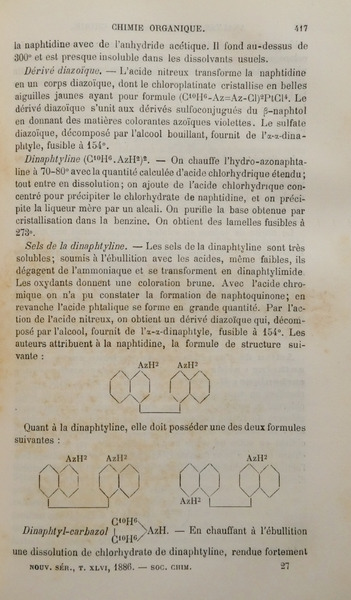 CHIMIE ORGANIQUE. 417
la naphtidine avec de l'anhydride acétique. Il fond au-dessus de
300° et est presque insoluble dans les dissolvants usuels.
Dérivé diazoïque. — L'acide nitreux transforme la naphtidine
en un corps diazoïque, dont le chloroplatinate cristallise en belles
aiguilles jaunes ayant pour formule (C¹⁰H⁶-Az=Az-Cl)²PtCl⁴. Le
dérivé diazoïque s'unit aux dérivés sulfoconjugués du β-naphtol
en donnant des matières colorantes azoïques violettes. Le sulfate
diazoïque, décomposé par l'alcool bouillant, fournit de l'α-α-dina-
phtyle, fusible à 154°.
Dinaphtyline (C¹⁰H⁶.AzH²)². — On chauffe l'hydro-azonaphta-
line à 70-80° avec la quantité calculée d'acide chlorhydrique étendu;
tout entre en dissolution; on ajoute de l'acide chlorhydrique con-
centré pour précipiter le chlorhydrate de naphtidine, et on préci-
pite la liqueur mère par un alcali. On purifie la base obtenue par
cristallisation dans la benzine. On obtient des lamelles fusibles à
273°.
Sels de la dinaphtyline. — Les sels de la dinaphtyline sont très
solubles; soumis à l'ébullition avec les acides, même faibles, ils
dégagent de l'ammoniaque et se transforment en dinaphtylimide
Les oxydants donnent une coloration brune. Avec l'acide chro-
mique on n'a pu constater la formation de naphtoquinone; en
revanche l'acide phtalique se forme en grande quantité. Par l'ac-
tion de l'acide nitreux, on obtient un dérivé diazoïque qui, décom-
posé par l'alcool, fournit de l'α-α-dinaphtyle, fusible à 154°. Les
auteurs attribuent à la naphtidine, la formule de structure sui-
vante :
AzH² AzH²
Quant à la dinaphtyline, elle doit posséder une des deux formules
suivantes :
AzH² AzH² AzH²
AzH²
C¹⁰H⁶
Dinaphtyl-carbazol >AzH. — En chauffant à l'ébullition
C¹⁰H⁶
une dissolution de chlorhydrate de dinaphtyline, rendue fortement
NOUV. SÉR., T. XLVI, 1886. — SOC. CHIM. 27